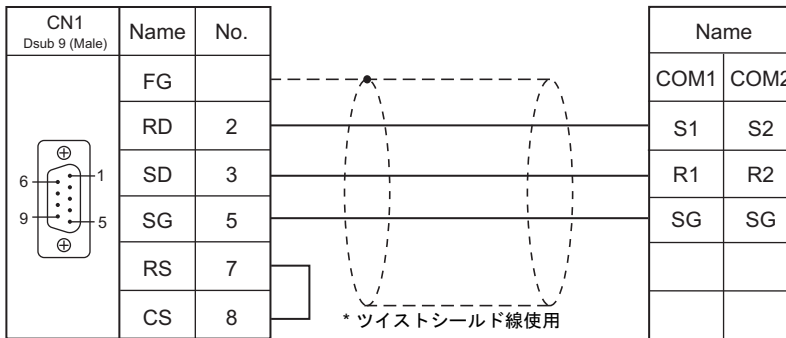 CN1
Dsub 9 (Male)
Name No.
FG
RD 2
SD 3
SG 5
RS 7
CS 8
6 1
9 5
* ツイストシールド線使用
Name
COM1 COM2
S1 S2
R1 R2
SG SG